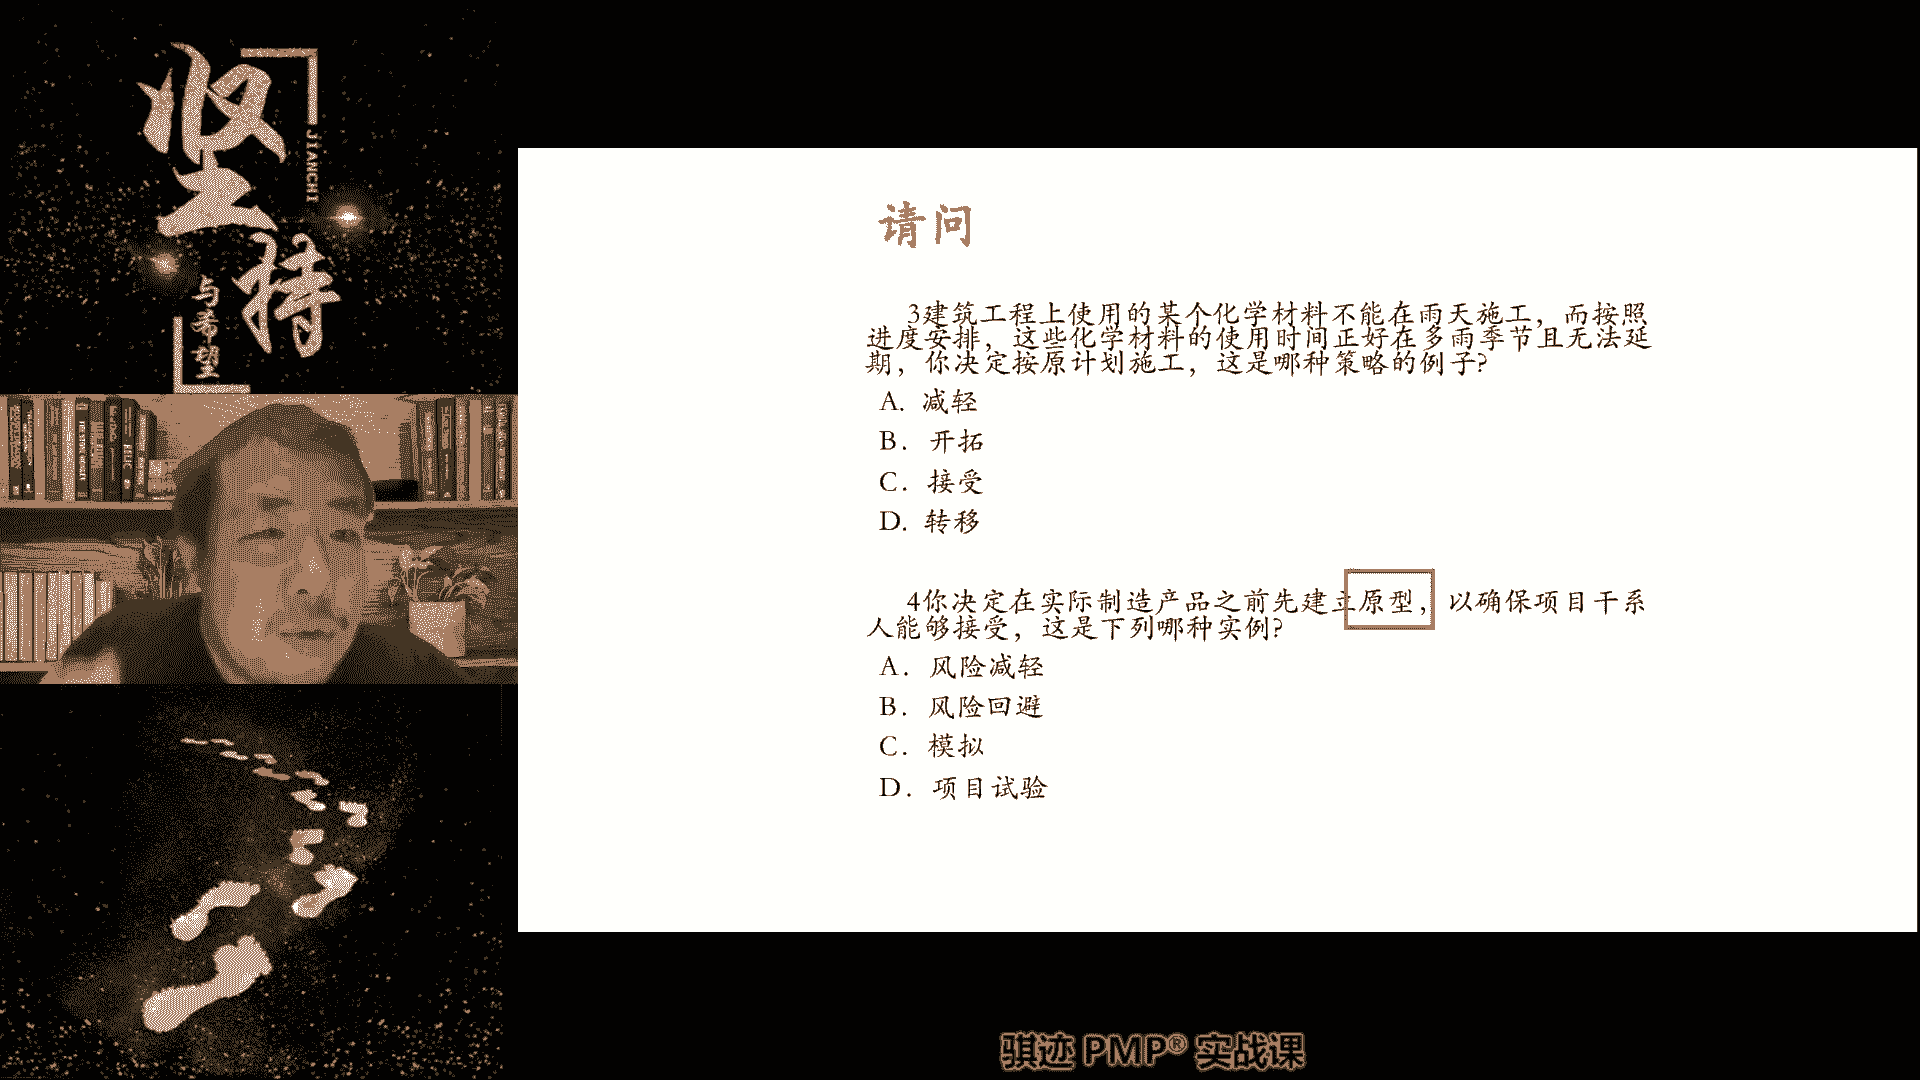 坚持
JIANCHI
与希望
请问
3建筑工程上使用的某个化学材料不能在雨天施工，而按照
进度安排，这些化学材料的使用时间正好在多雨季节且无法延
期，你决定按原计划施工，这是哪种策略的例子?
A. 减轻
B. 开拓
C. 接受
D. 转移
4你决定在实际制造产品之前先建立原型，以确保项目干系
人能够接受，这是下列哪种实例?
A. 风险减轻
B. 风险回避
C. 模拟
D. 项目试验
骐迹 PMP® 实战课